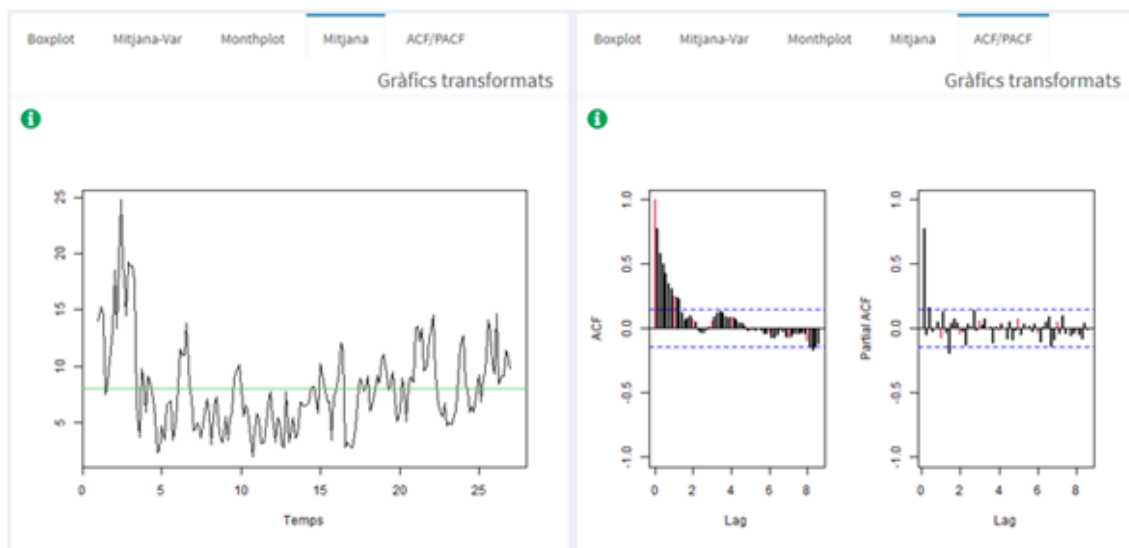 Boxplot Mitjana-Var Monthplot Mitjana ACF/PACF
Gràfics transformats
i
25
20
15
10
5
0 5 10 15 20 25
Temps
Boxplot Mitjana-Var Monthplot Mitjana ACF/PACF
Gràfics transformats
i
ACF
1.0
0.5
0.0
-0.5
-1.0
0 2 4 6 8
Lag
Partial ACF
1.0
0.5
0.0
-0.5
-1.0
0 2 4 6 8
Lag